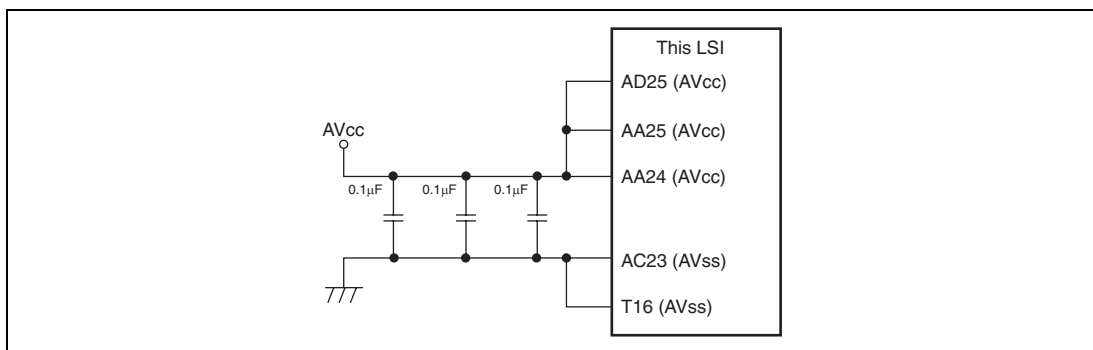 This LSI
AD25 (AVcc)
AVcc
AA25 (AVcc)
0.1μF 0.1μF 0.1μF
AA24 (AVcc)
AC23 (AVss)
T16 (AVss)